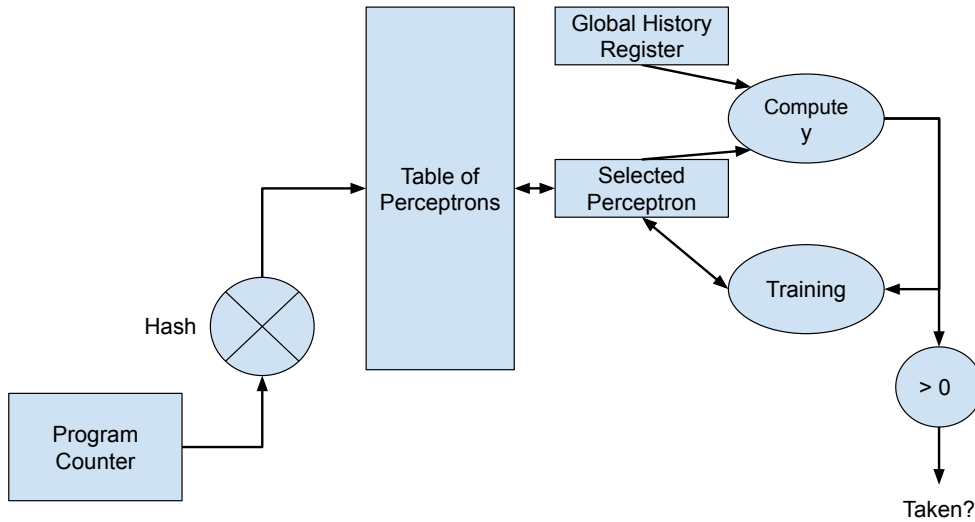 Global History
Register
Compute
y
Table of
Perceptrons
Selected
Perceptron
Training
Hash
> 0
Program
Counter
Taken?